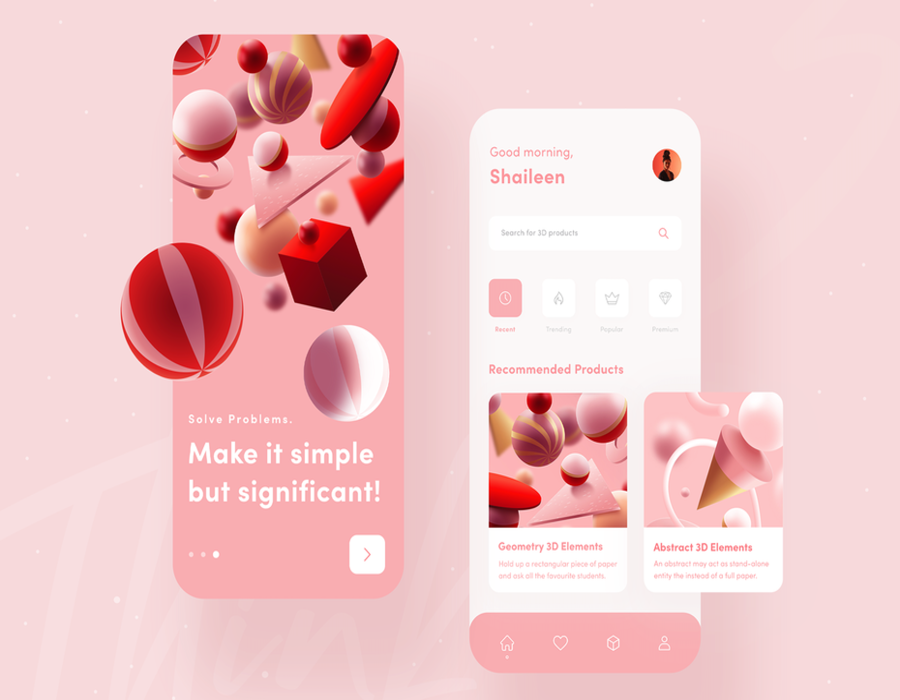 Solve Problems.
Make it simple
but significant!
Good morning,
Shaileen
Search for 3D products
Recent
Trending
Popular
Premium
Recommended Products
Geometry 3D Elements
Hold up a rectangular piece of paper
and ask all the favourite students.
Abstract 3D Elements
An abstract may act as stand-alone
entity the instead of a full paper.
Think